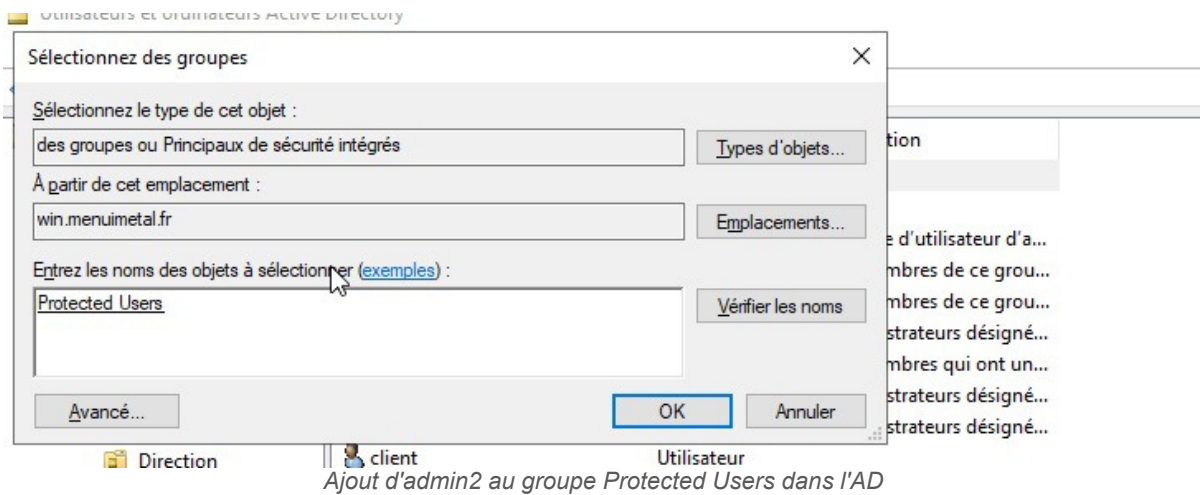 Utilisateurs et ordinateurs Active Directory
Sélectionnez des groupes
Sélectionnez le type de cet objet :
des groupes ou Principaux de sécurité intégrés
Types d'objets...
À partir de cet emplacement :
win.menuimetal.fr
Emplacements...
Entrez les noms des objets à sélectionner (exemples) :
Protected Users
Vérifier les noms
Avancé...
OK
Annuler
tion
e d'utilisateur d'a...
mbres de ce grou...
mbres de ce grou...
strateurs désigné...
mbres qui ont un...
strateurs désigné...
strateurs désigné...
Direction
client
Utilisateur
Ajout d'admin2 au groupe Protected Users dans l'AD